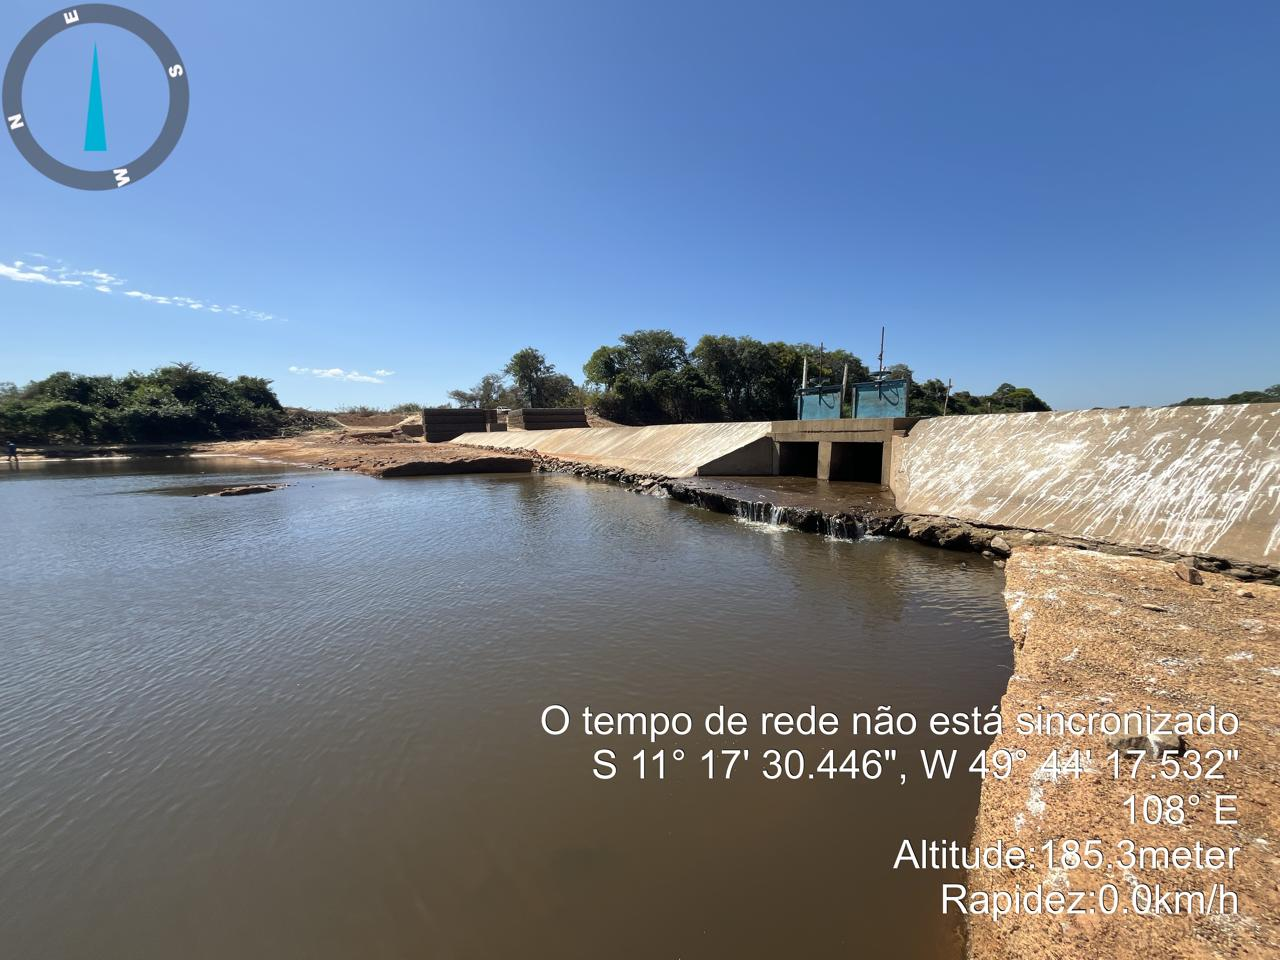 E
S
N
W
O tempo de rede não está sincronizado
S 11° 17' 30.446", W 49° 44' 17.532"
108° E
Altitude:185.3meter
Rapidez:0.0km/h